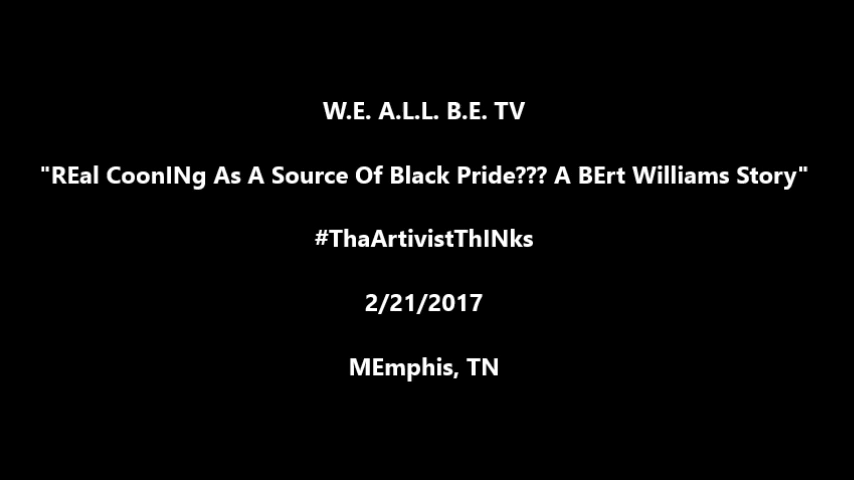 W.E. A.L.L. B.E. TV
"REal CoonINg As A Source Of Black Pride??? A BErt Williams Story"
#ThaArtivistThINks
2/21/2017
MEmphis, TN